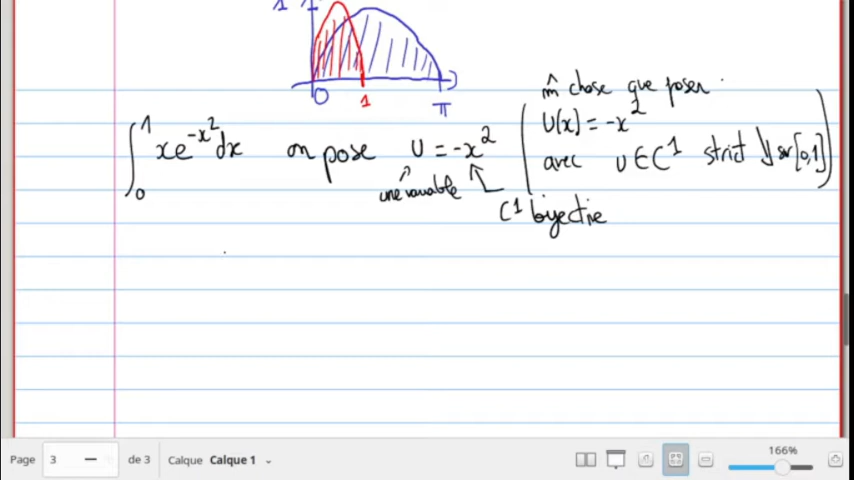 1
0 1 π
m̂ chose que poser
∫₀¹ xe^{-x²}dx on pose U = -x² ( U(x) = -x²
avec U ∈ C¹ strict ↘ sur [0,1] )
une variable
C¹ bijective
Page 3 de 3 Calque Calque 1 166%